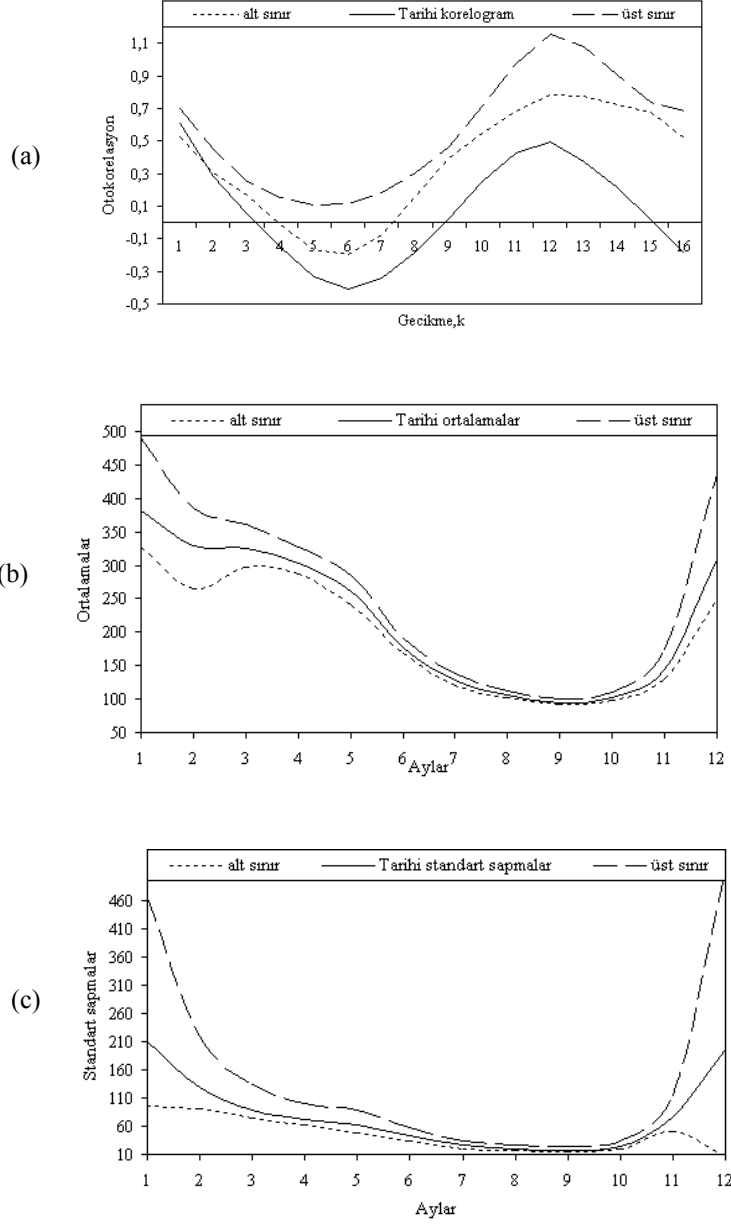 alt sınır Tarihi korelogram üst sınır
1,1
0,9
0,7
0,5
0,3
0,1
-0,1
-0,3
-0,5
Otokorelasyon
1 2 3 4 5 6 7 8 9 10 11 12 13 14 15 16
Gecikme,k
(a)
alt sınır Tarihi ortalamalar üst sınır
500
450
400
350
300
250
200
150
100
50
Ortalamalar
1 2 3 4 5 6 7 8 9 10 11 12
Aylar
(b)
alt sınır Tarihi standart sapmalar üst sınır
460
410
360
310
260
210
160
110
60
10
Standart sapmalar
1 2 3 4 5 6 7 8 9 10 11 12
Aylar
(c)